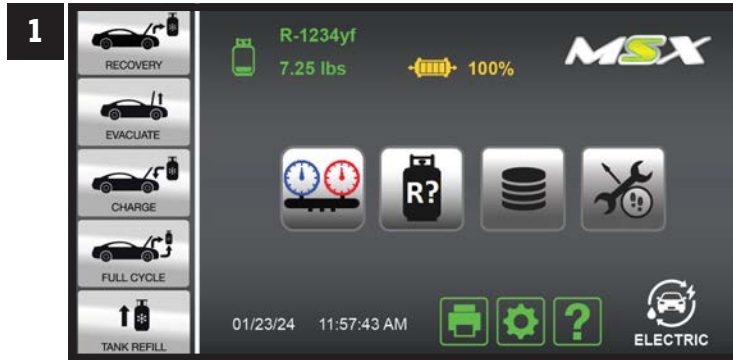 1
RECOVERY
EVACUATE
CHARGE
FULL CYCLE
TANK REFILL
R-1234yf
7.25 lbs
100%
MSX
R?
01/23/24 11:57:43 AM
?
ELECTRIC